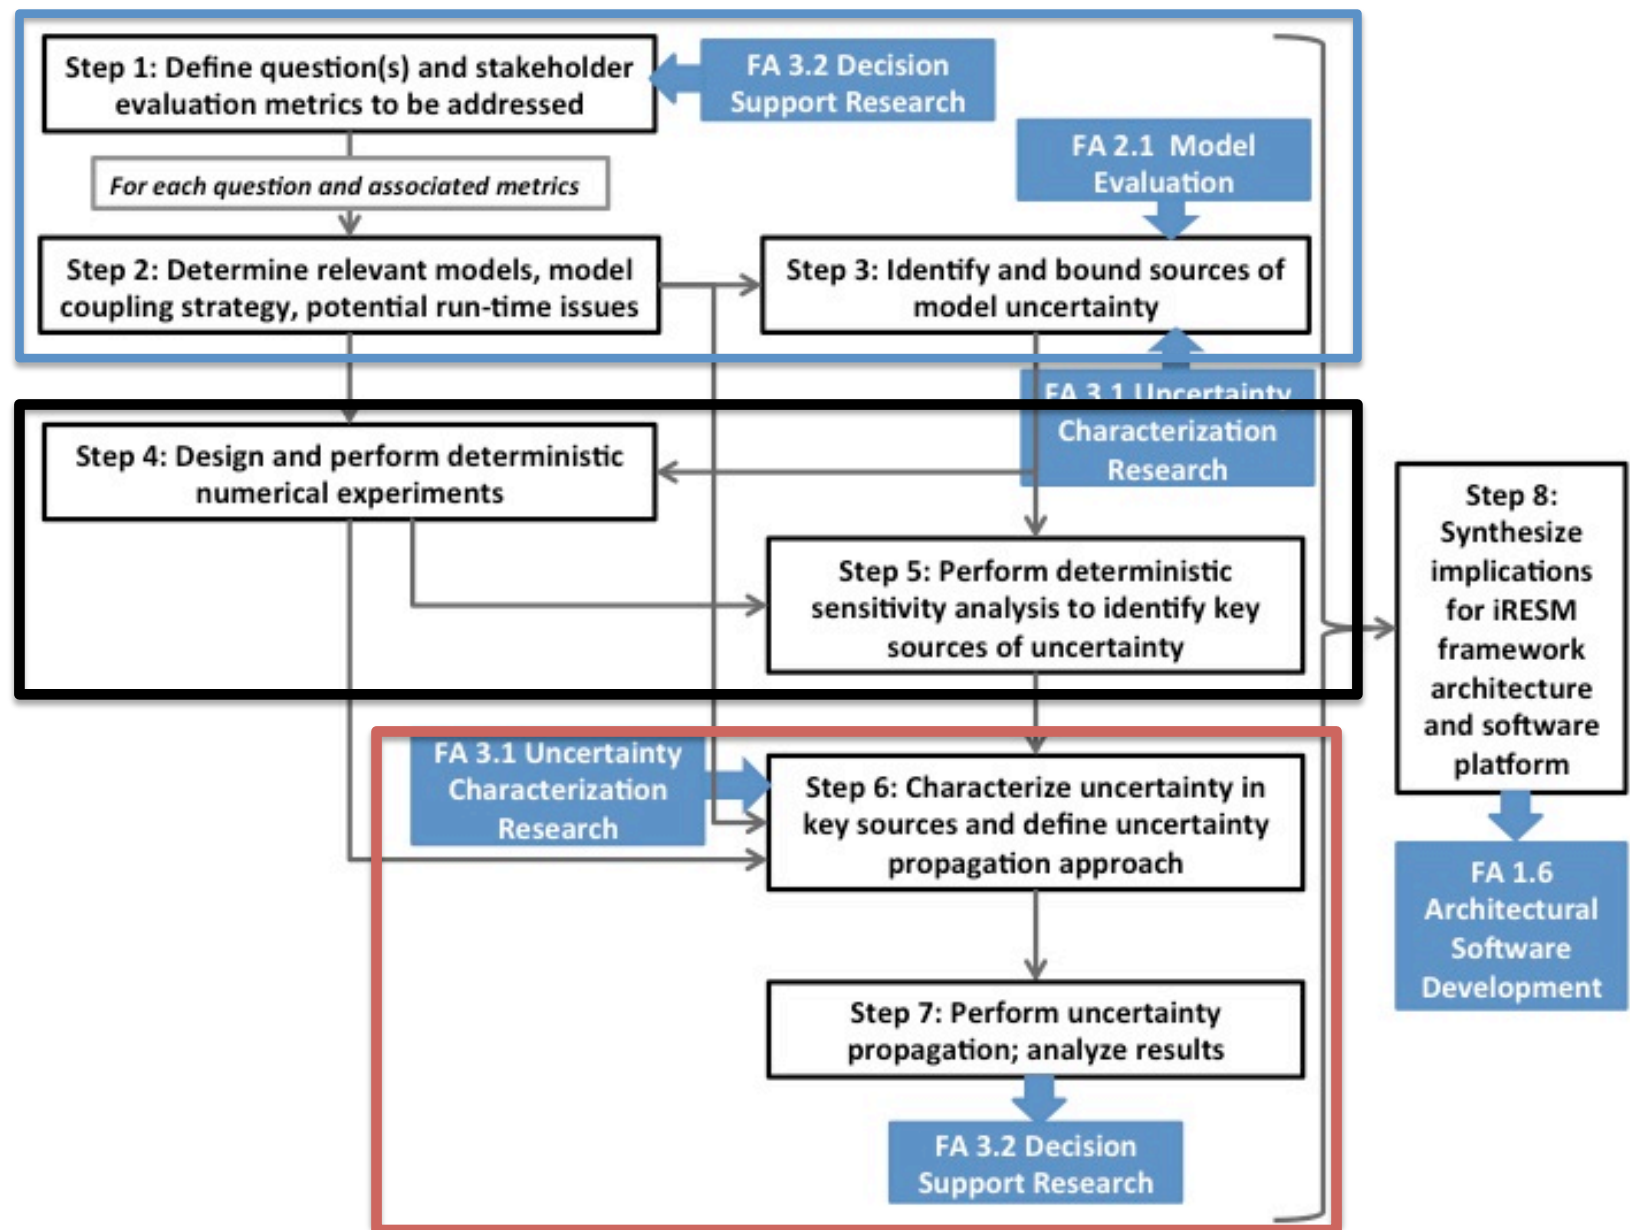 Step 1: Define question(s) and stakeholder
evaluation metrics to be addressed
FA 3.2 Decision
Support Research
FA 2.1 Model
Evaluation
For each question and associated metrics
Step 2: Determine relevant models, model
coupling strategy, potential run-time issues
Step 3: Identify and bound sources of
model uncertainty
FA 3.1 Uncertainty
Characterization
Research
Step 4: Design and perform deterministic
numerical experiments
Step 5: Perform deterministic
sensitivity analysis to identify key
sources of uncertainty
FA 3.1 Uncertainty
Characterization
Research
Step 6: Characterize uncertainty in
key sources and define uncertainty
propagation approach
Step 7: Perform uncertainty
propagation; analyze results
FA 3.2 Decision
Support Research
Step 8:
Synthesize
implications
for iRESM
framework
architecture
and software
platform
FA 1.6
Architectural
Software
Development